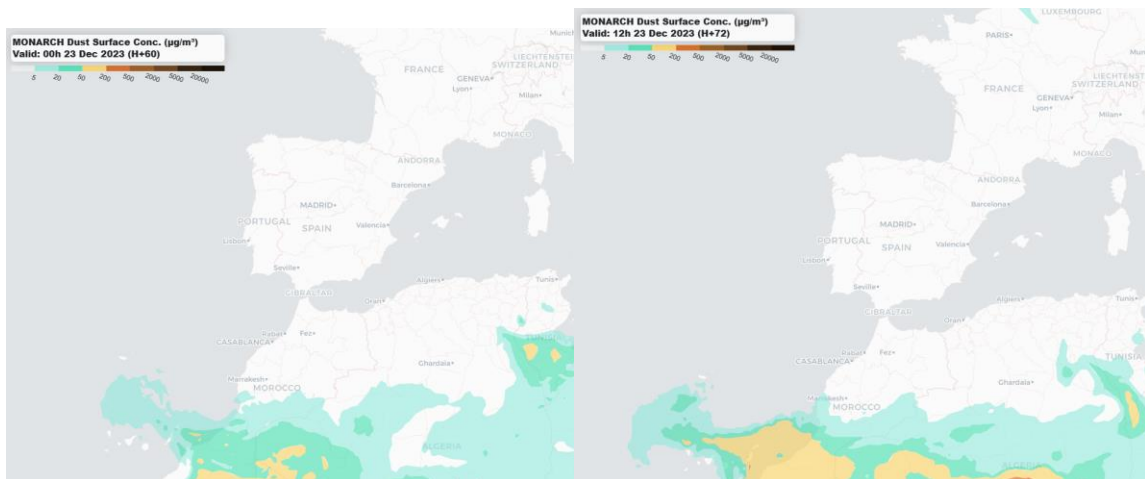 MONARCH Dust Surface Conc. (µg/m³)
Valid: 00h 23 Dec 2023 (H+60)
5 20 50 200 500 2000 5000 20000
Munich
LIECHTENSTEIN
SWITZERLAND
FRANCE
GENEVA
Lyon
Milan
MONACO
ANDORRA
Barcelona
MADRID
PORTUGAL
SPAIN
Valencia
Lisbon
Seville
GIBRALTAR
Algiers
Tunis
Oran
Rabat
Fez
CASABLANCA
TUNISIA
Ghardaia
Marrakesh
MOROCCO
ALGERIA
MONARCH Dust Surface Conc. (µg/m³)
Valid: 12h 23 Dec 2023 (H+72)
5 20 50 200 500 2000 5000 20000
LUXEMBOURG
PARIS
LIECHTENSTEIN
SWITZERLAND
FRANCE
GENEVA
Lyon
Milan
MONACO
ANDORRA
Barcelona
MADRID
PORTUGAL
SPAIN
Valencia
Lisbon
Seville
GIBRALTAR
Algiers
Tunis
Oran
Rabat
Fez
CASABLANCA
TUNISIA
Ghardaia
Marrakesh
MOROCCO
ALGERIA